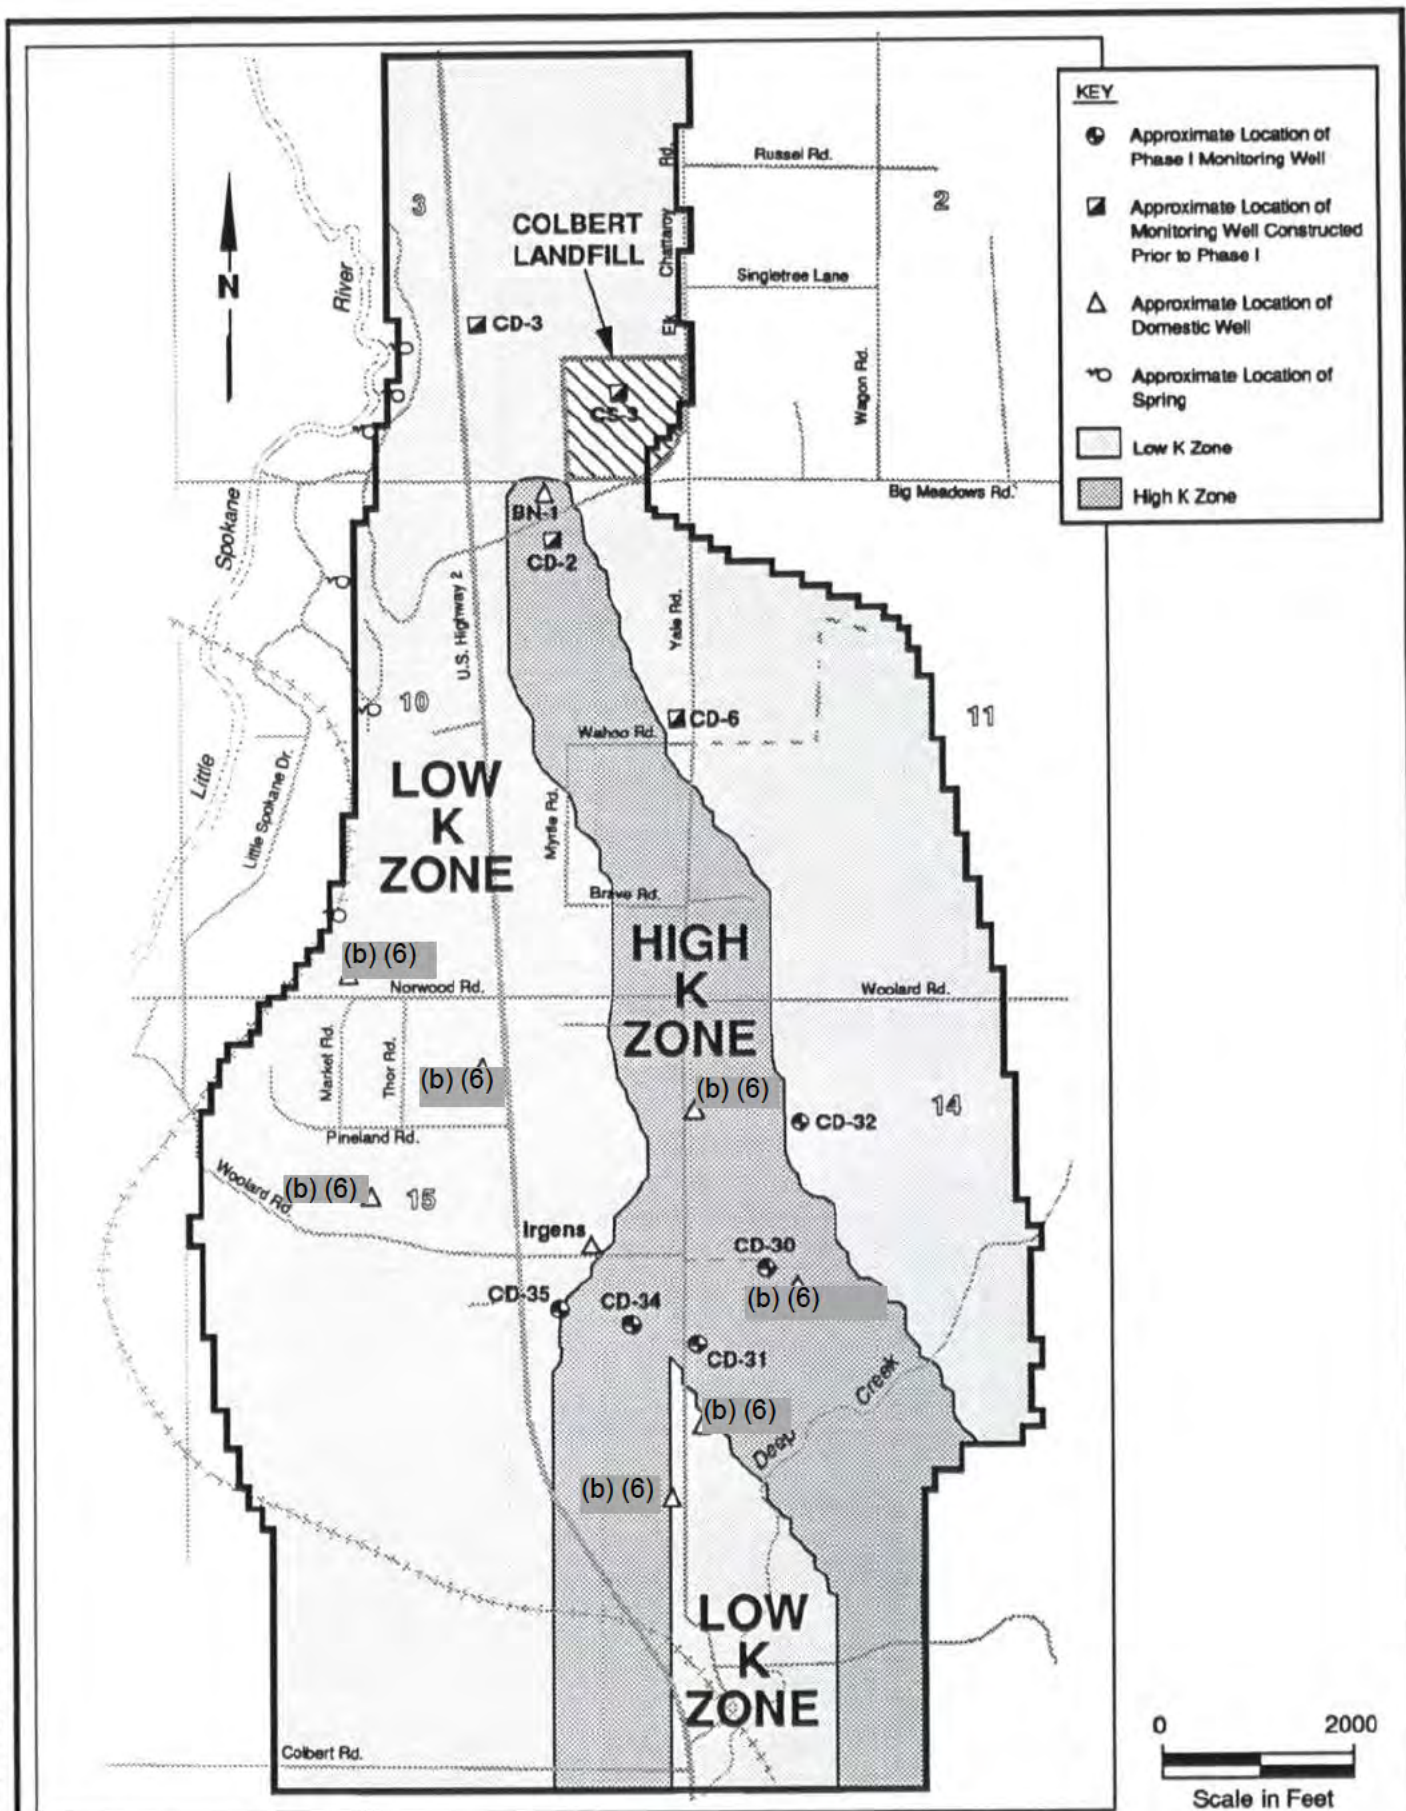 KEY
Approximate Location of
Phase I Monitoring Well
Approximate Location of
Monitoring Well Constructed
Prior to Phase I
Approximate Location of
Domestic Well
Approximate Location of
Spring
Low K Zone
High K Zone
N
3
2
River
Spokane
Little
COLBERT
LANDFILL
Elk Chattaroy Rd.
Russel Rd.
Singletree Lane
Wagon Rd.
CD-3
CS-3
Big Meadows Rd.
BN-1
CD-2
U.S. Highway 2
Yale Rd.
10
11
CD-6
Wahoo Rd.
Little Spokane Dr.
LOW
K
ZONE
Myrtle Rd.
Brave Rd.
HIGH
K
ZONE
(b) (6)
Norwood Rd.
Woolard Rd.
Market Rd.
Thor Rd.
(b) (6)
(b) (6)
14
CD-32
Pineland Rd.
Woolard Rd.
(b) (6)
15
Irgens
CD-30
CD-35
CD-34
(b) (6)
CD-31
Deep Creek
(b) (6)
(b) (6)
LOW
K
ZONE
Colbert Rd.
0 2000
Scale in Feet